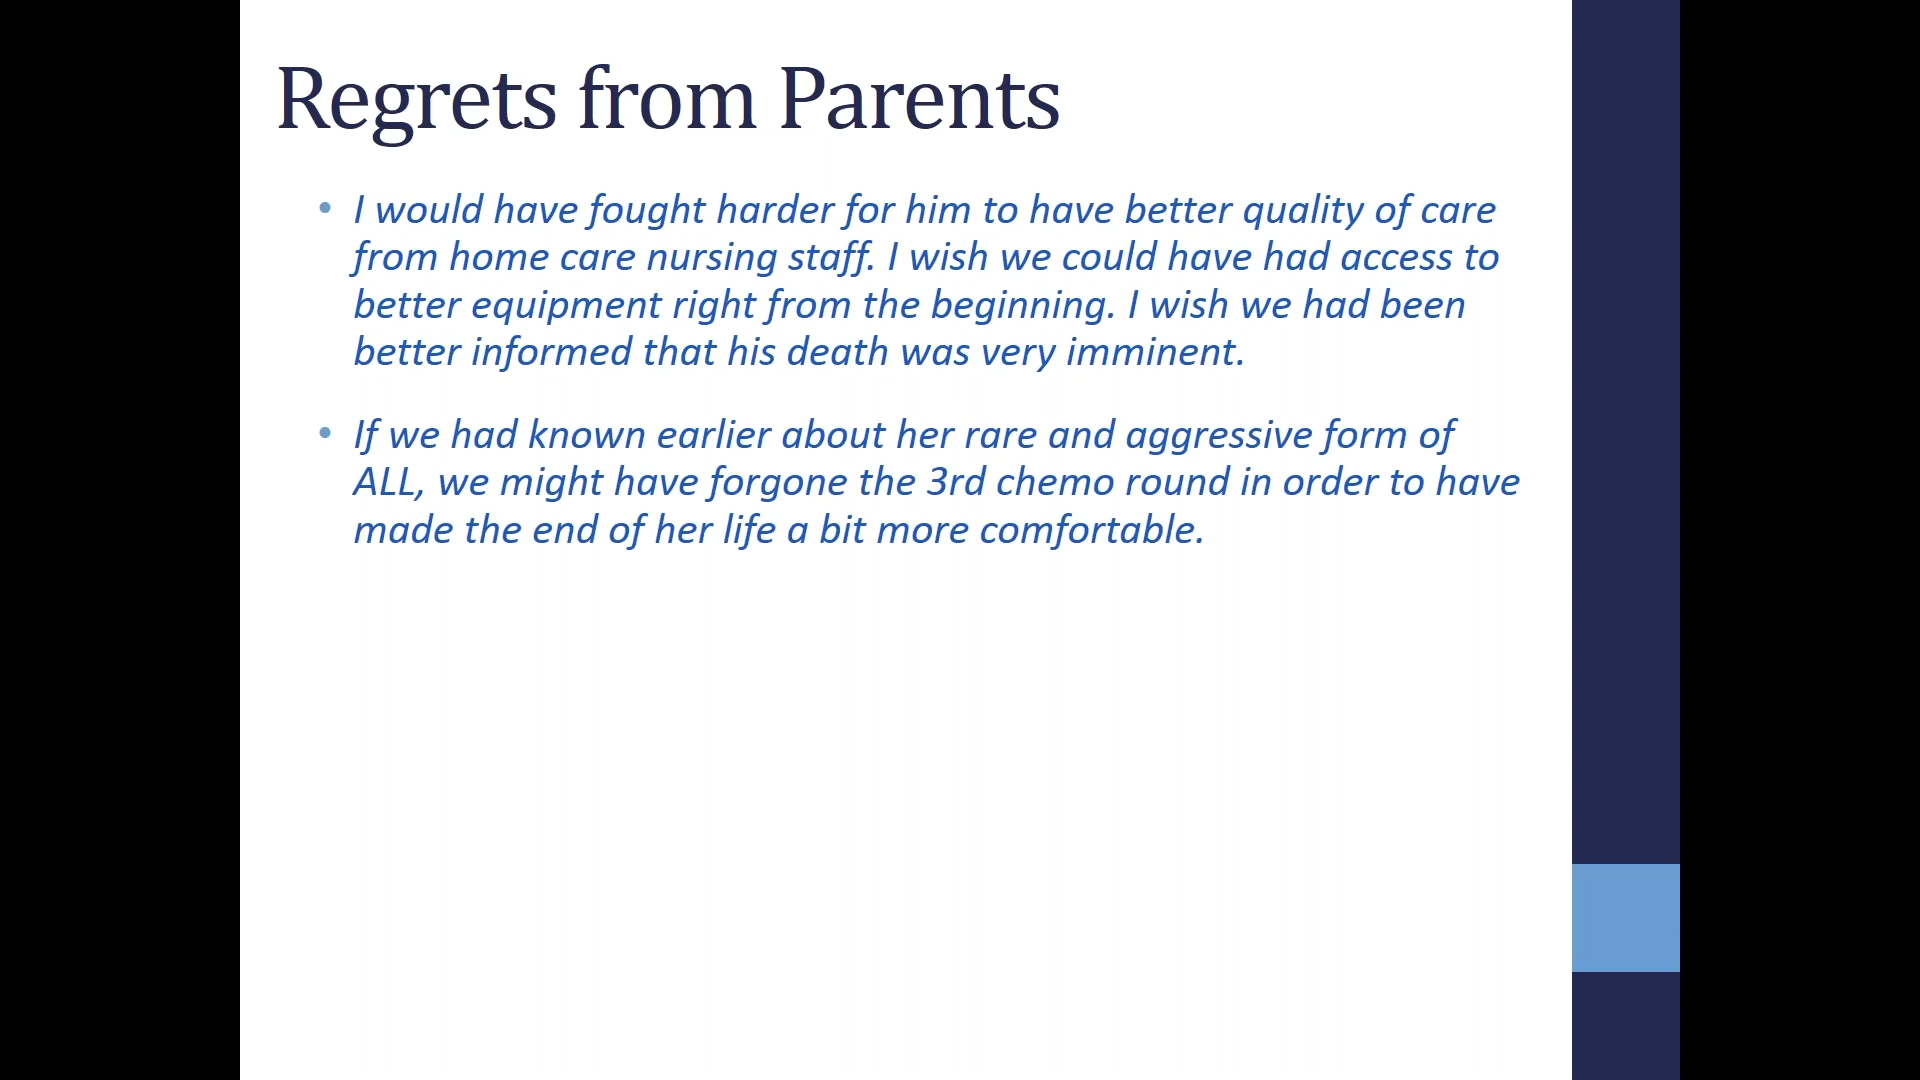 Regrets from Parents
• I would have fought harder for him to have better quality of care
from home care nursing staff. I wish we could have had access to
better equipment right from the beginning. I wish we had been
better informed that his death was very imminent.
• If we had known earlier about her rare and aggressive form of
ALL, we might have forgone the 3rd chemo round in order to have
made the end of her life a bit more comfortable.